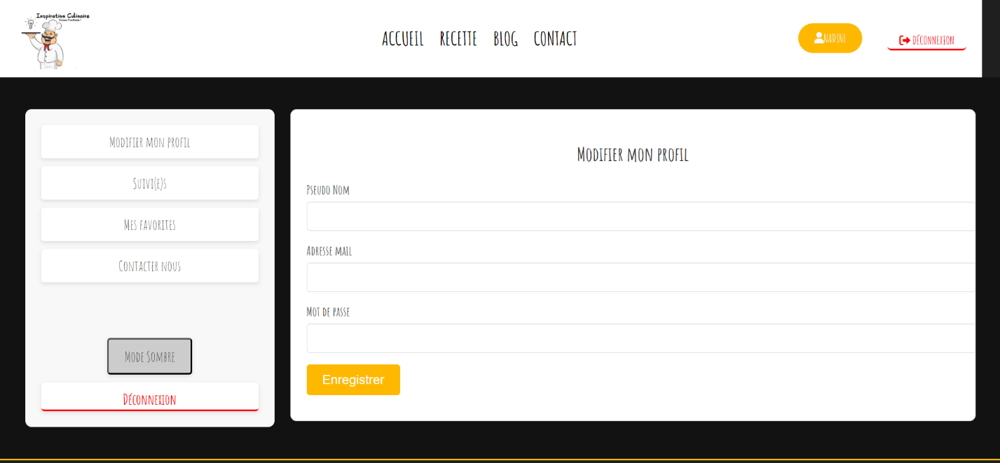 Inspiration Culinaire
ACCUEIL RECETTE BLOG CONTACT
NADINE
DÉCONNEXION
Modifier mon profil
Suivi(e)s
Mes favorites
Contacter nous
Mode Sombre
Déconnexion
Modifier mon profil
Pseudo Nom
Adresse mail
Mot de passe
Enregistrer